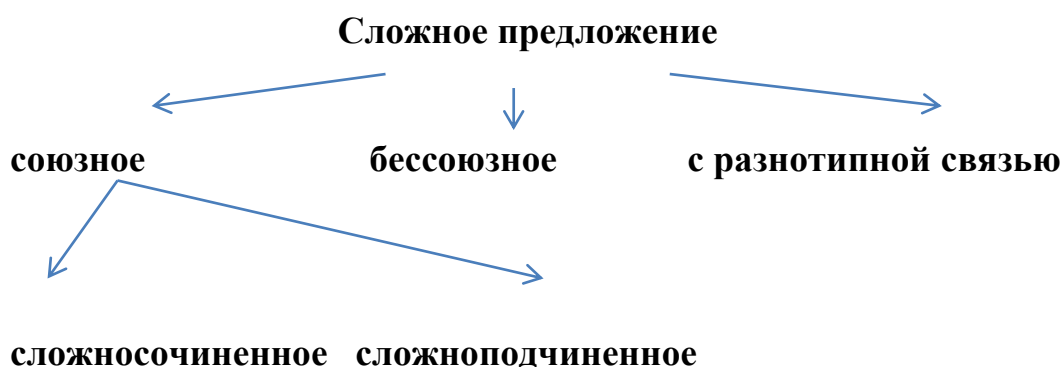 Сложное предложение
союзное бессоюзное с разнотипной связью
сложносочиненное сложноподчиненное